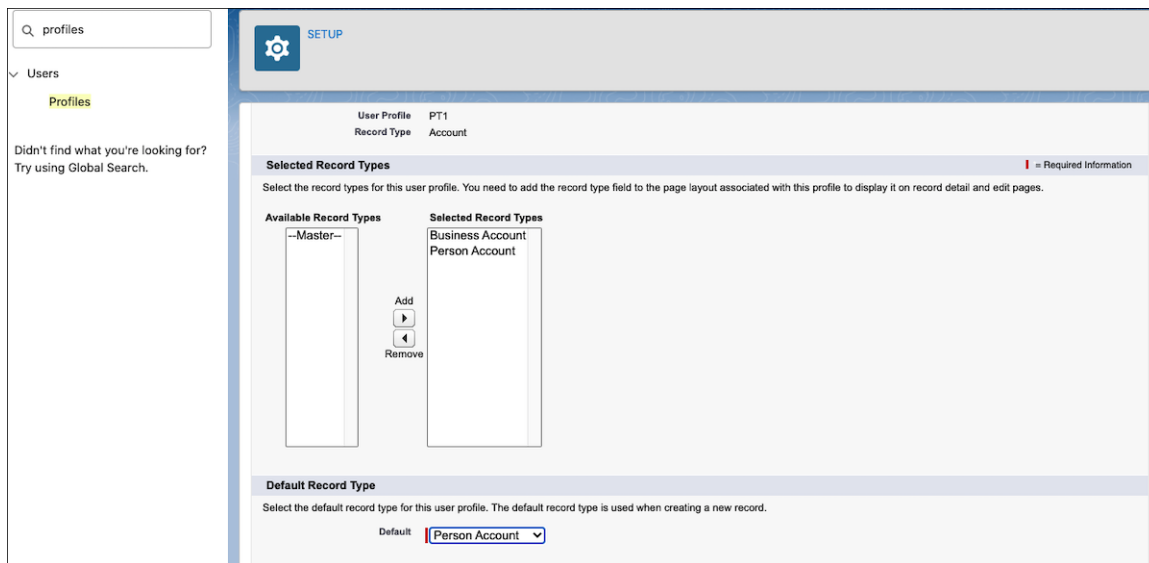 profiles
Users
Profiles
Didn't find what you're looking for?
Try using Global Search.
SETUP
User Profile PT1
Record Type Account
Selected Record Types
= Required Information
Select the record types for this user profile. You need to add the record type field to the page layout associated with this profile to display it on record detail and edit pages.
Available Record Types Selected Record Types
--Master-- Business Account
Person Account
Add
Remove
Default Record Type
Select the default record type for this user profile. The default record type is used when creating a new record.
Default Person Account